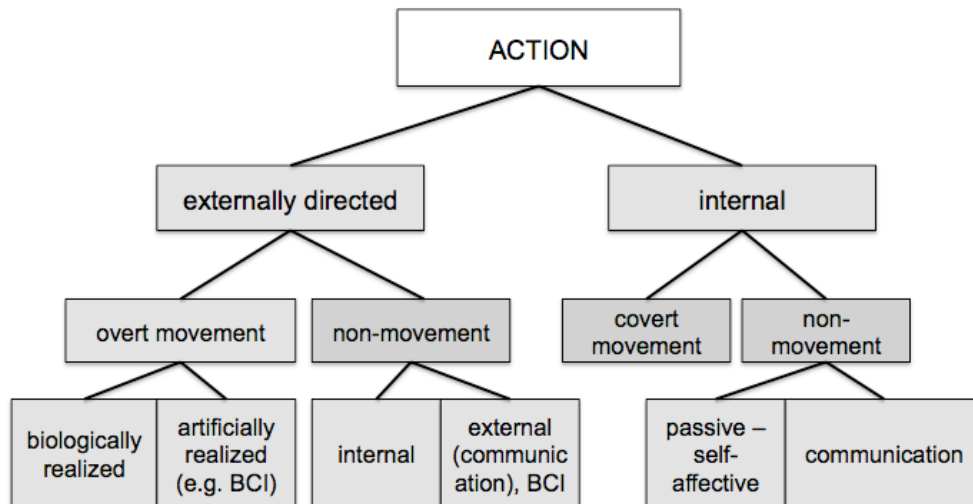 ACTION
externally directed
internal
overt movement
non-movement
covert
movement
non-
movement
biologically
realized
artificially
realized
(e.g. BCI)
internal
external
(communic
ation), BCI
passive –
self-
affective
communication